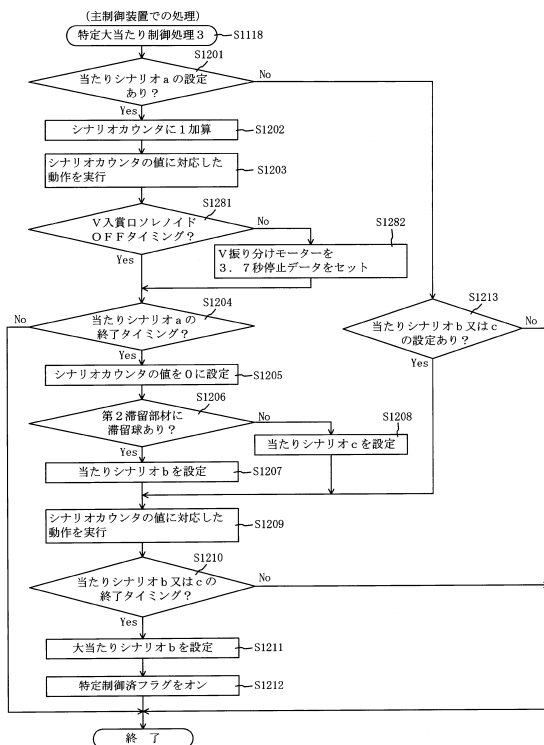 （主制御装置での処理）
特定大当たり制御処理３
S1118
S1201
当たりシナリオａの設定
あり？
No
Yes
シナリオカウンタに１加算
S1202
シナリオカウンタの値に対応した
動作を実行
S1203
S1281
Ｖ入賞口ソレノイド
ＯＦＦタイミング？
No
Yes
S1282
Ｖ振り分けモーターを
３．７秒停止データをセット
S1204
No
当たりシナリオａの
終了タイミング？
Yes
S1213
当たりシナリオｂ又はｃ
の設定あり？
No
Yes
シナリオカウンタの値を０に設定
S1205
S1206
第２滞留部材に
滞留球あり？
No
Yes
S1208
当たりシナリオｃを設定
当たりシナリオｂを設定
S1207
シナリオカウンタの値に対応した
動作を実行
S1209
S1210
当たりシナリオｂ又はｃの
終了タイミング？
No
Yes
大当たりシナリオｂを設定
S1211
特定制御済フラグをオン
S1212
終　了